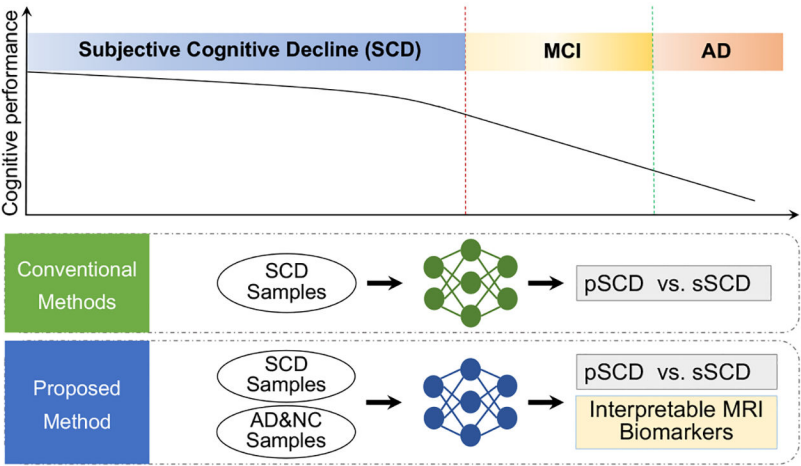 Cognitive performance
Subjective Cognitive Decline (SCD)
MCI
AD
Conventional
Methods
SCD
Samples
pSCD vs. sSCD
Proposed
Method
SCD
Samples
AD&NC
Samples
pSCD vs. sSCD
Interpretable MRI
Biomarkers